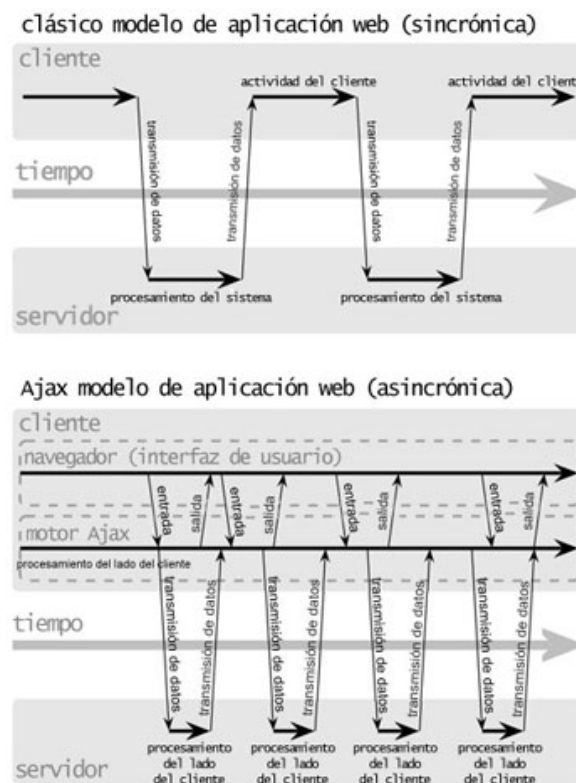 clásico modelo de aplicación web (sincrónica)
cliente
actividad del cliente
actividad del client
transmisión de datos
transmisión de datos
transmisión de datos
transmisión de datos
tiempo
procesamiento del sistema
procesamiento del sistema
servidor
Ajax modelo de aplicación web (asincrónica)
cliente
navegador (interfaz de usuario)
entrada
salida
entrada
salida
entrada
salida
entrada
salida
motor Ajax
procesamiento del lado del cliente
transmisión de datos
transmisión de datos
transmisión de datos
transmisión de datos
transmisión de datos
transmisión de datos
transmisión de datos
transmisión de datos
tiempo
procesamiento
del lado
del cliente
procesamiento
del lado
del cliente
procesamiento
del lado
del cliente
procesamiento
del lado
del cliente
servidor